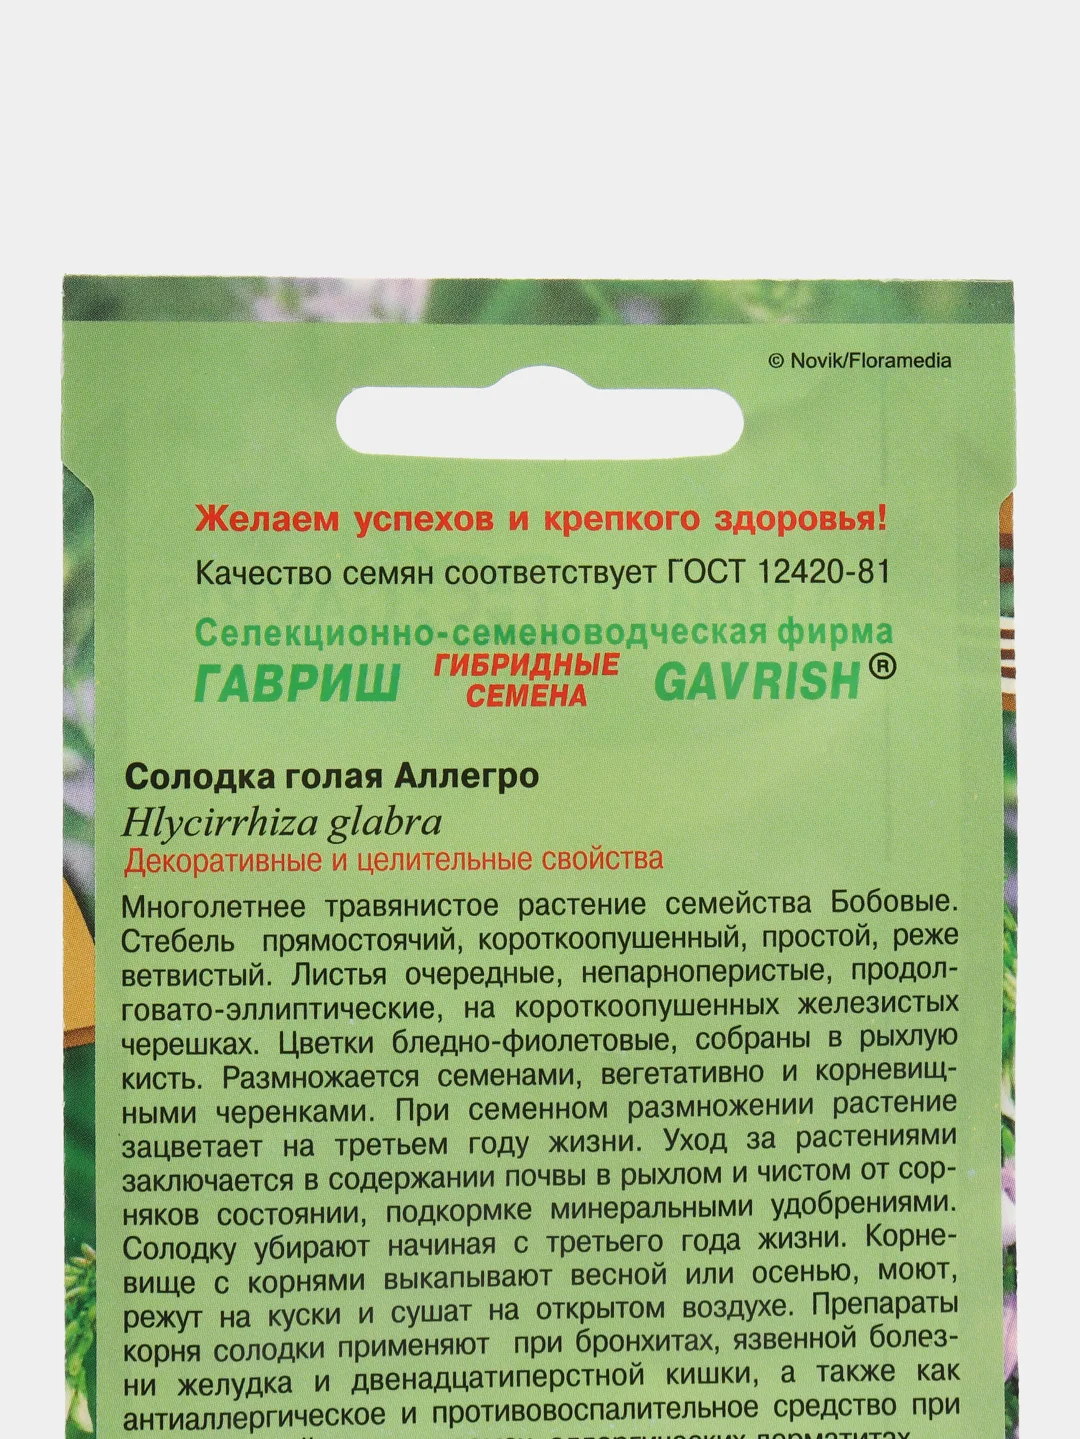 © Novik/Floramedia
Желаем успехов и крепкого здоровья!
Качество семян соответствует ГОСТ 12420-81
Селекционно-семеноводческая фирма
ГАВРИШ ГИБРИДНЫЕ СЕМЕНА GAVRISH ®
Солодка голая Аллегро
Hlycirrhiza glabra
Декоративные и целительные свойства
Многолетнее травянистое растение семейства Бобовые.
Стебель прямостоячий, короткоопушенный, простой, реже
ветвистый. Листья очередные, непарноперистые, продол-
говато-эллиптические, на короткоопушенных железистых
черешках. Цветки бледно-фиолетовые, собраны в рыхлую
кисть. Размножается семенами, вегетативно и корневищ-
ными черенками. При семенном размножении растение
зацветает на третьем году жизни. Уход за растениями
заключается в содержании почвы в рыхлом и чистом от сор-
няков состоянии, подкормке минеральными удобрениями.
Солодку убирают начиная с третьего года жизни. Корне-
вище с корнями выкапывают весной или осенью, моют,
режут на куски и сушат на открытом воздухе. Препараты
корня солодки применяют при бронхитах, язвенной болез-
ни желудка и двенадцатиперстной кишки, а также как
антиаллергическое и противовоспалительное средство при
аллергических дерматитах